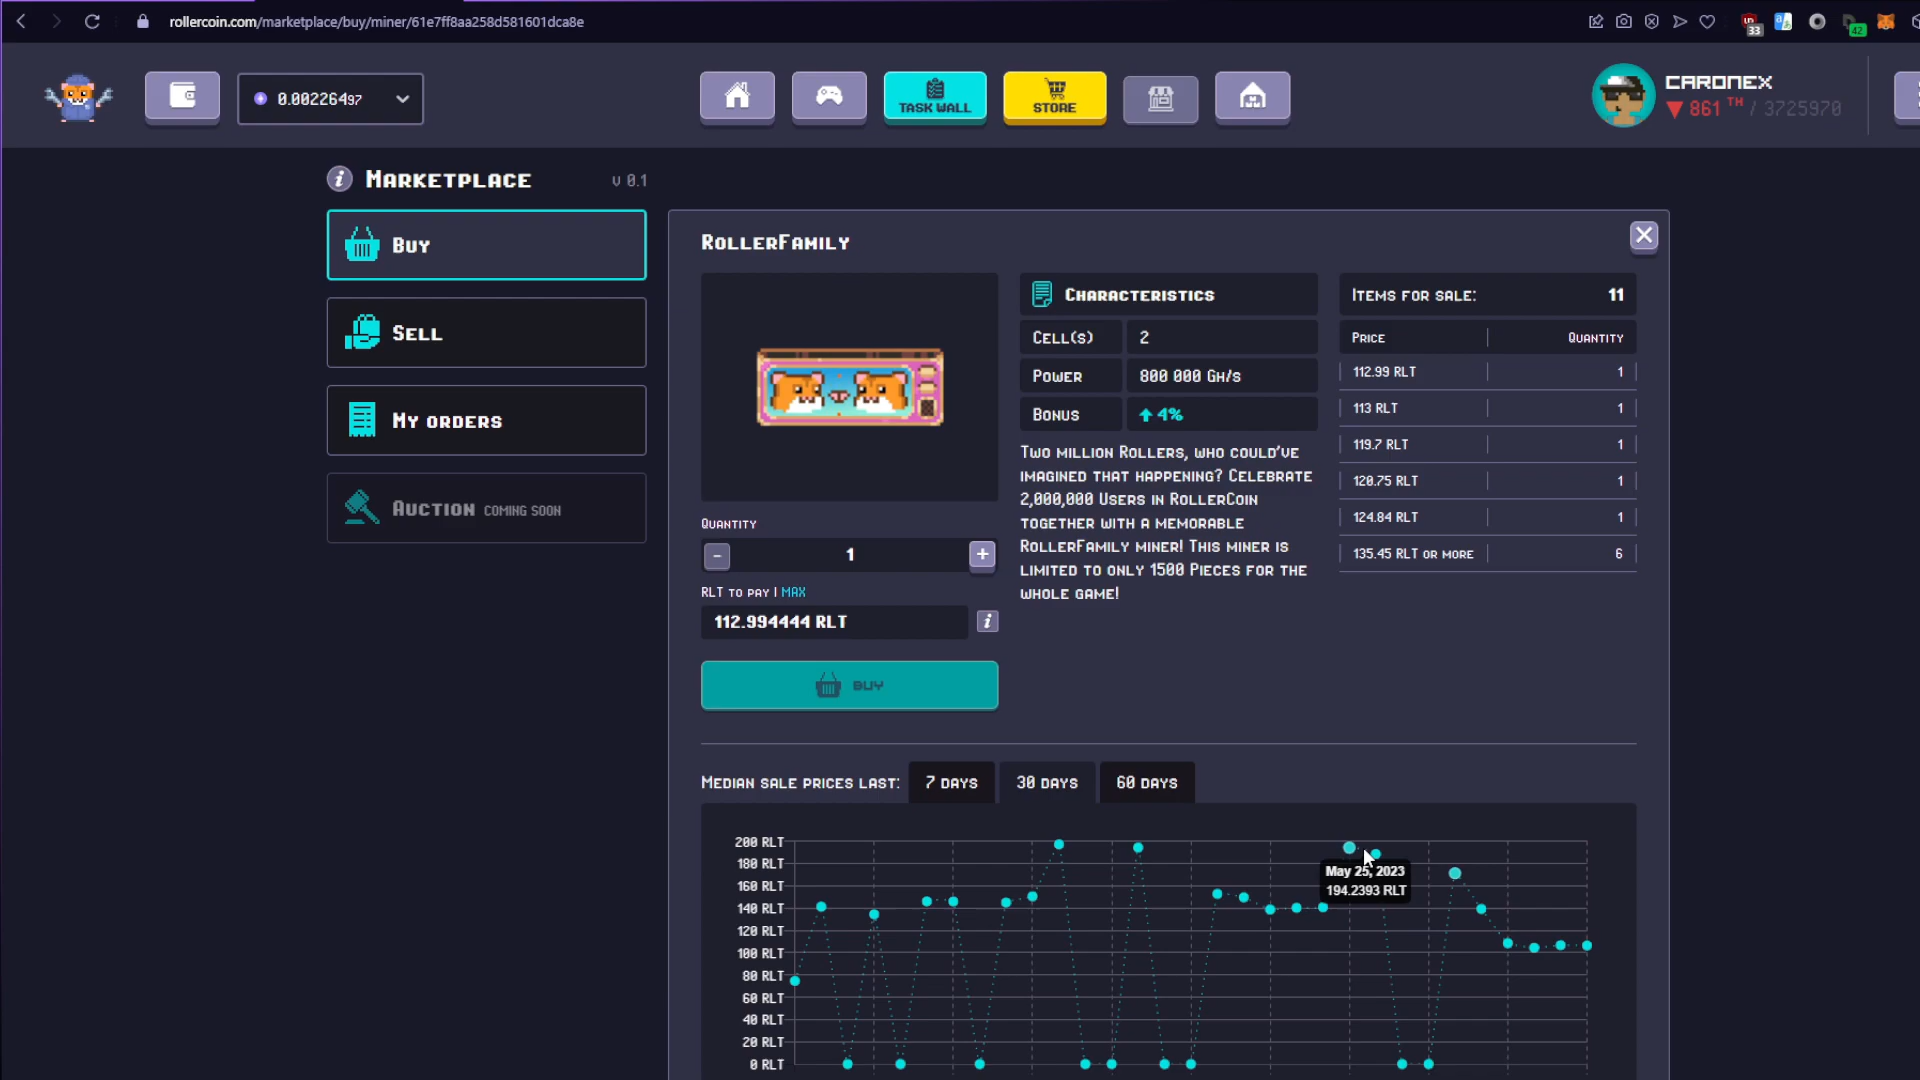 rollercoin.com/marketplace/buy/miner/61e7ff8aa258d581601dca8e
33
42
0.00226497
TASK WALL
STORE
CARONEX
861 TH / 3725970
MARKETPLACE
v 0.1
BUY
SELL
MY ORDERS
AUCTION COMING SOON
ROLLERFAMILY
CHARACTERISTICS
CELL(S) 2
POWER 800 000 GH/S
BONUS 4%
TWO MILLION ROLLERS, WHO COULD'VE
IMAGINED THAT HAPPENING? CELEBRATE
2,000,000 USERS IN ROLLERCOIN
TOGETHER WITH A MEMORABLE
ROLLERFAMILY MINER! THIS MINER IS
LIMITED TO ONLY 1500 PIECES FOR THE
WHOLE GAME!
ITEMS FOR SALE: 11
PRICE QUANTITY
112.99 RLT 1
113 RLT 1
119.7 RLT 1
120.75 RLT 1
124.84 RLT 1
135.45 RLT OR MORE 6
QUANTITY
- 1 +
RLT TO PAY | MAX
112.994444 RLT
BUY
MEDIAN SALE PRICES LAST: 7 DAYS 30 DAYS 60 DAYS
200 RLT
180 RLT
160 RLT
140 RLT
120 RLT
100 RLT
80 RLT
60 RLT
40 RLT
20 RLT
0 RLT
May 25, 2023
194.2393 RLT